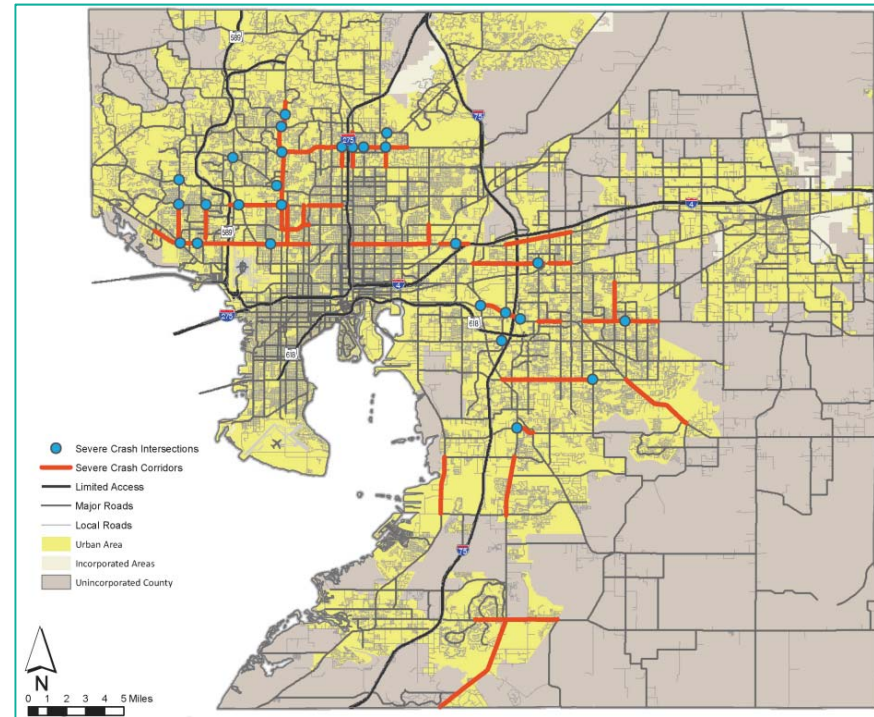 589
75
275
4
589
4
275
618
618
Severe Crash Intersections
Severe Crash Corridors
Limited Access
Major Roads
Local Roads
Urban Area
Incorporated Areas
Unincorporated County
75
N
0 1 2 3 4 5 Miles